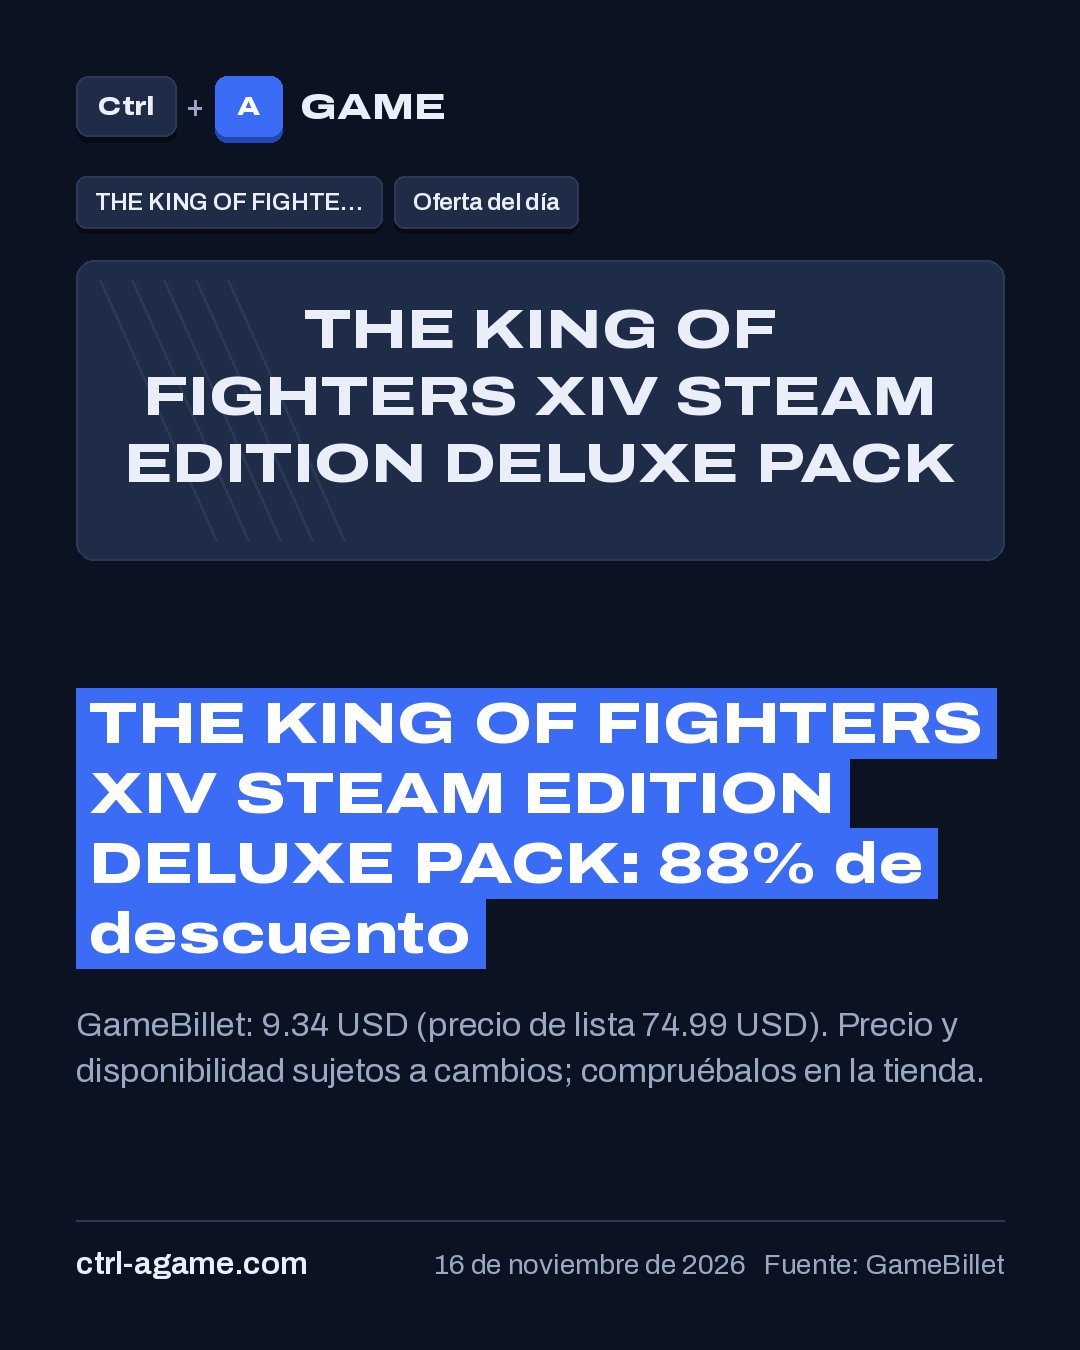 Ctrl + A GAME
THE KING OF FIGHTE... Oferta del día
THE KING OF
FIGHTERS XIV STEAM
EDITION DELUXE PACK
THE KING OF FIGHTERS
XIV STEAM EDITION
DELUXE PACK: 88% de
descuento
GameBillet: 9.34 USD (precio de lista 74.99 USD). Precio y
disponibilidad sujetos a cambios; compruébalos en la tienda.
ctrl-agame.com 16 de noviembre de 2026 Fuente: GameBillet